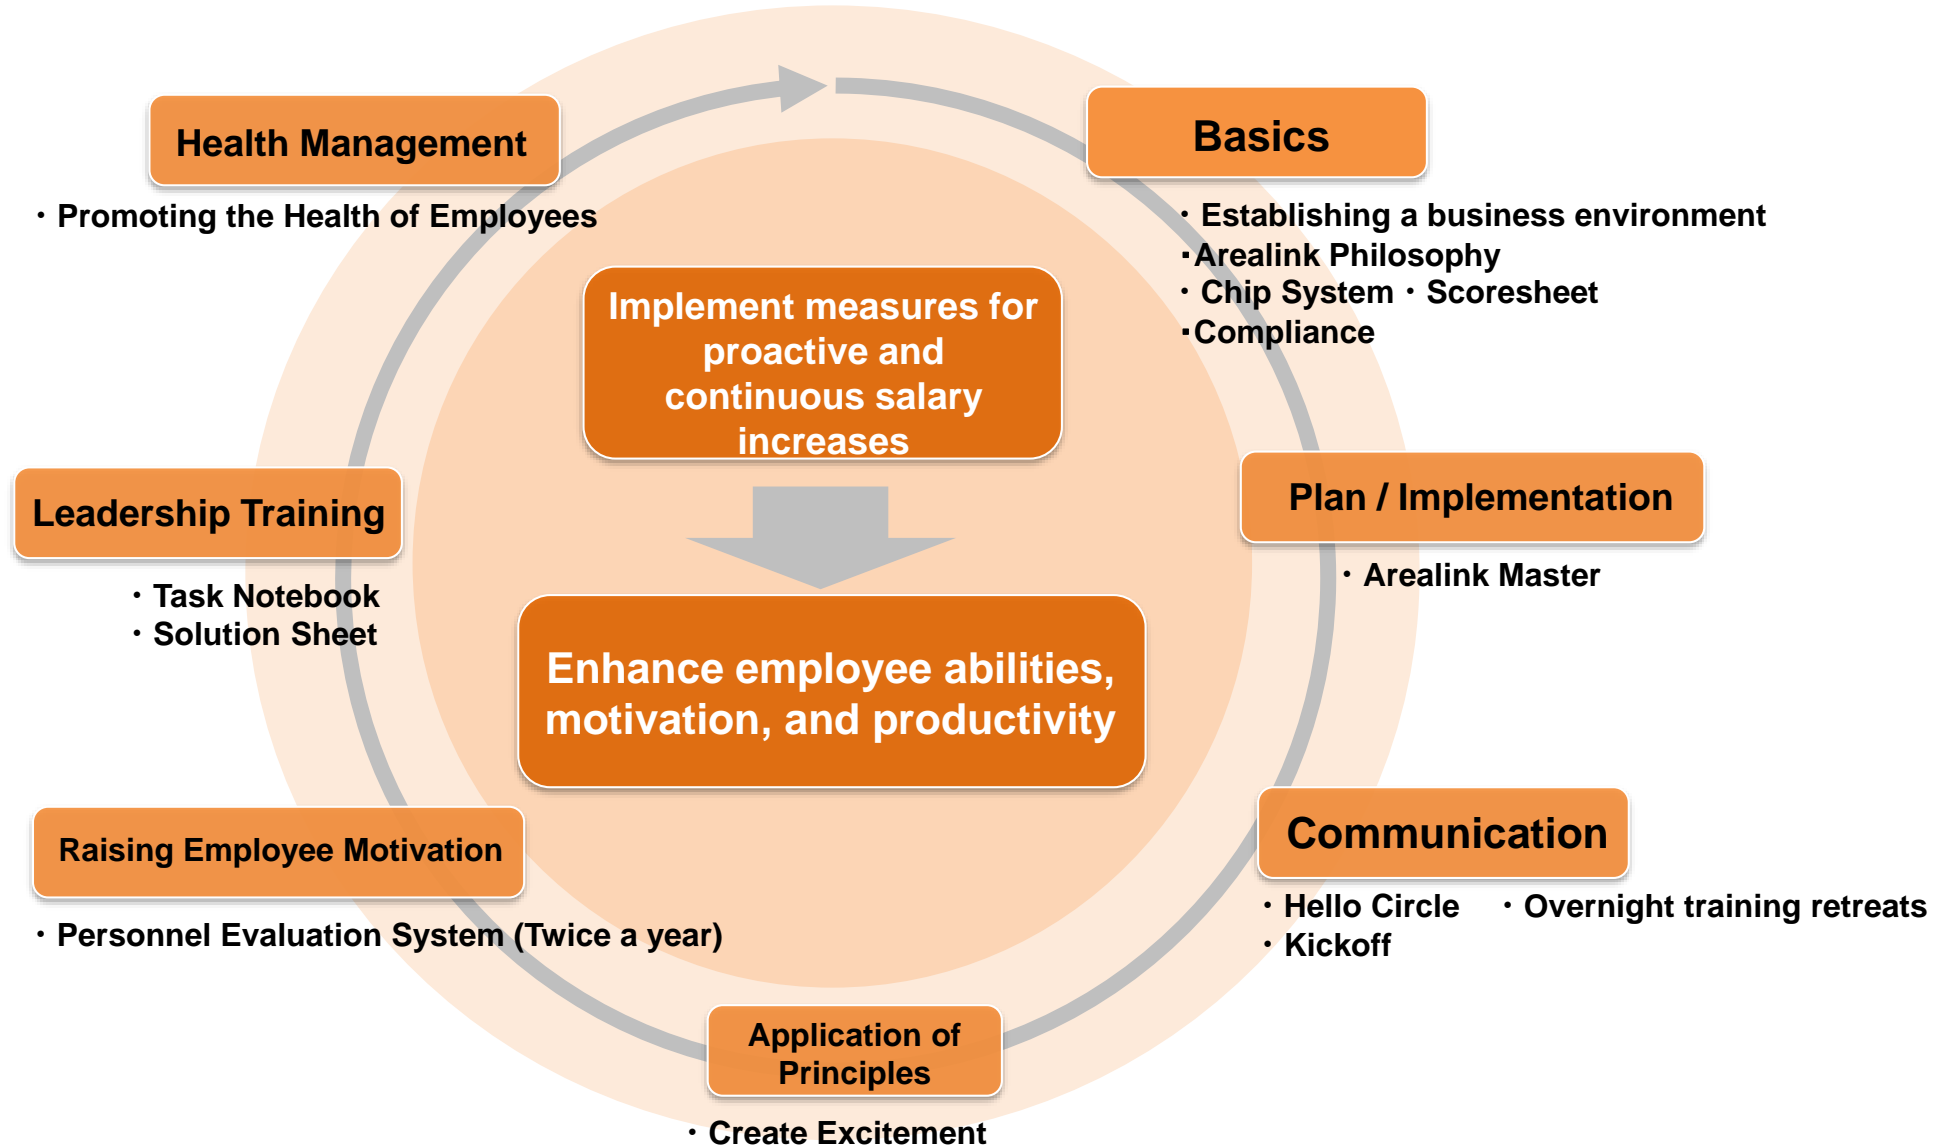 Health Management
・Promoting the Health of Employees
Basics
・Establishing a business environment
・Arealink Philosophy
・Chip System・Scoresheet
・Compliance
Implement measures for
proactive and
continuous salary
increases
Leadership Training
・Task Notebook
・Solution Sheet
Plan / Implementation
・Arealink Master
Enhance employee abilities,
motivation, and productivity
Raising Employee Motivation
・Personnel Evaluation System (Twice a year)
Communication
・Hello Circle ・Overnight training retreats
・Kickoff
Application of
Principles
・Create Excitement